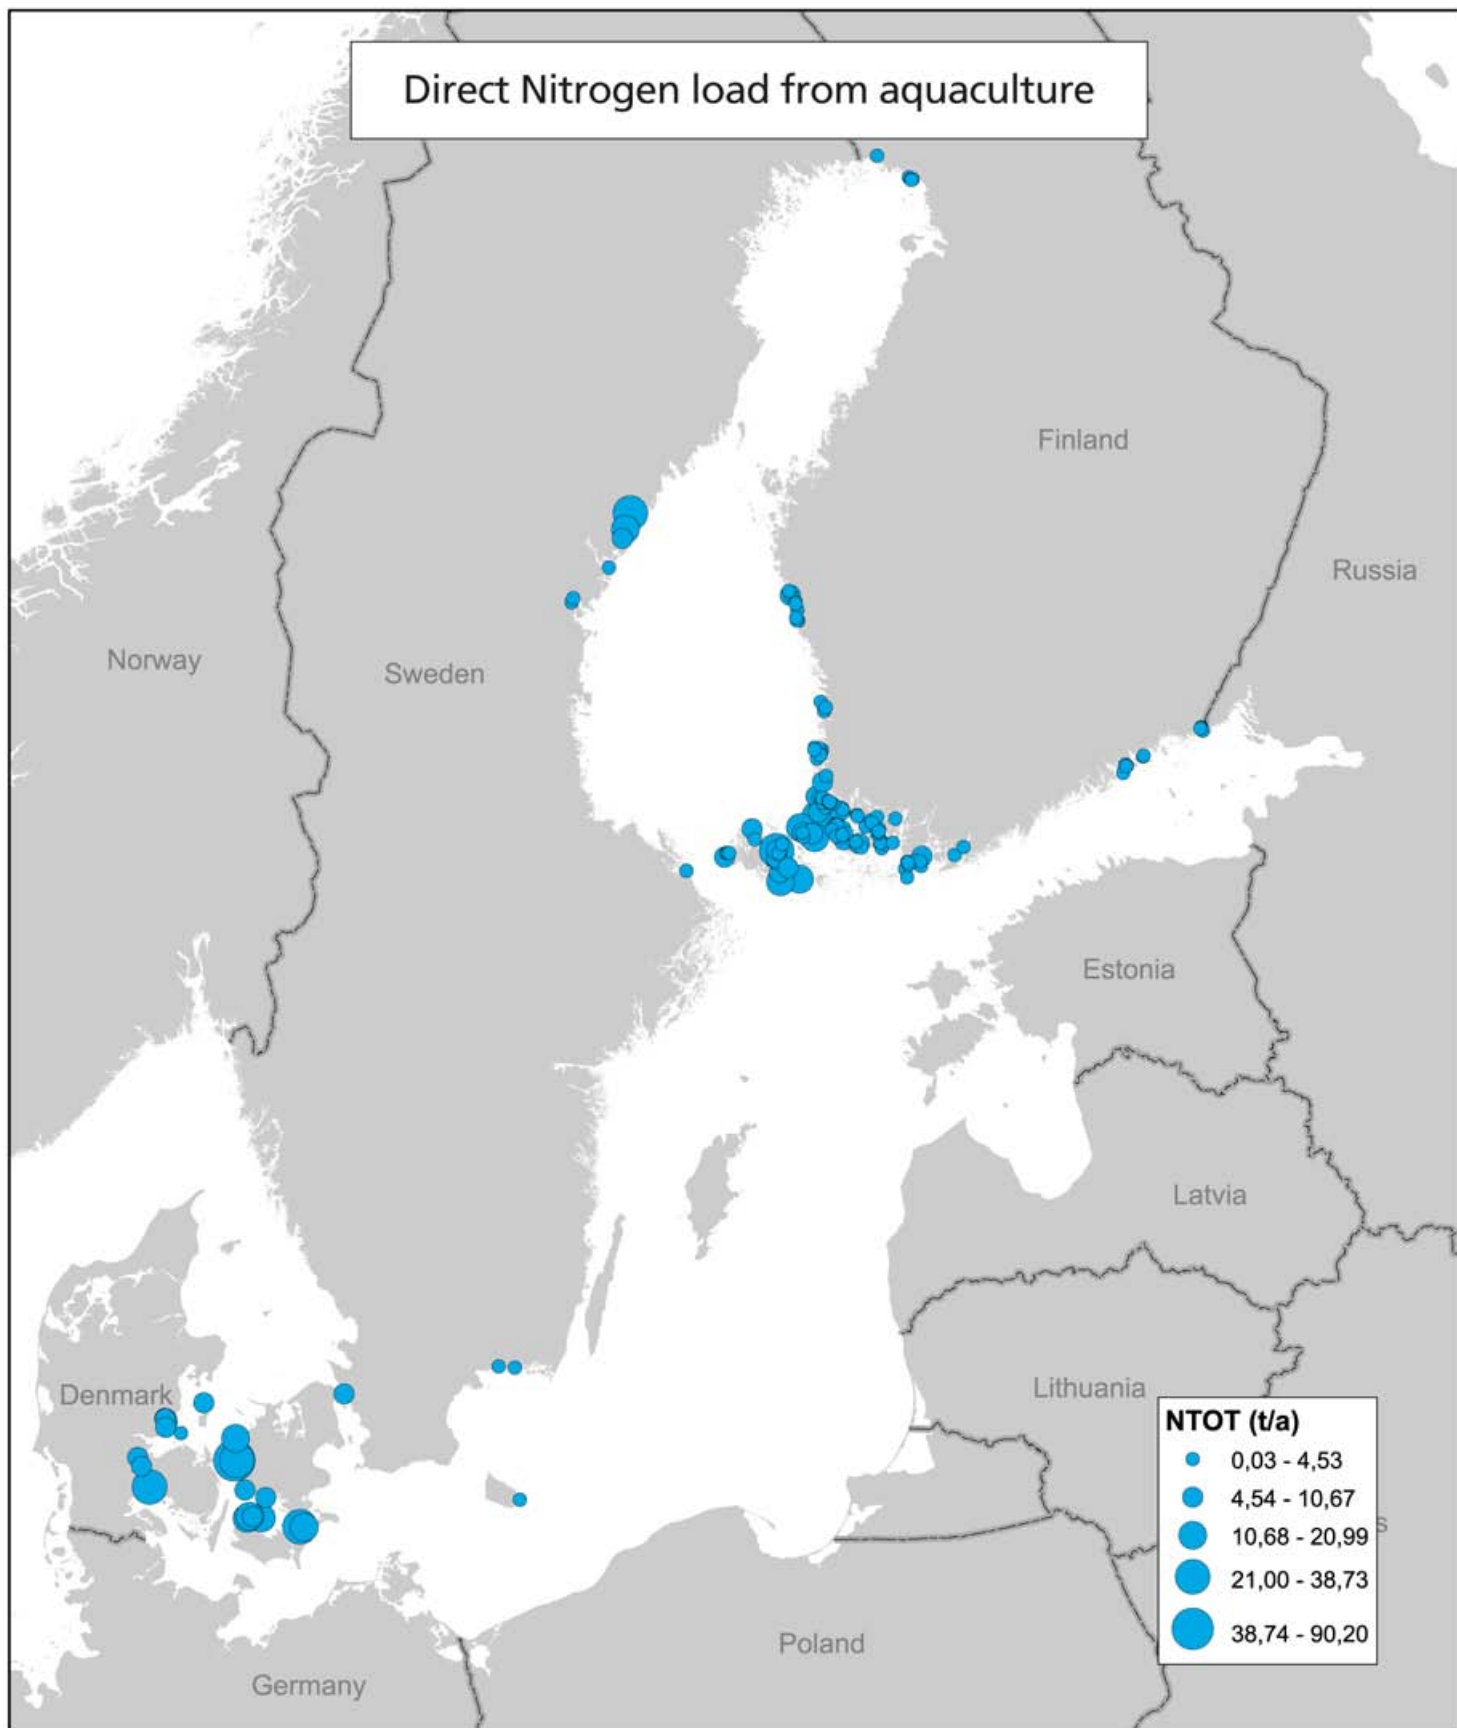 Direct Nitrogen load from aquaculture
Finland
Russia
Norway
Sweden
Estonia
Latvia
Denmark
Lithuania
NTOT (t/a)
0,03 - 4,53
4,54 - 10,67
10,68 - 20,99
s
21,00 - 38,73
38,74 - 90,20
Poland
Germany